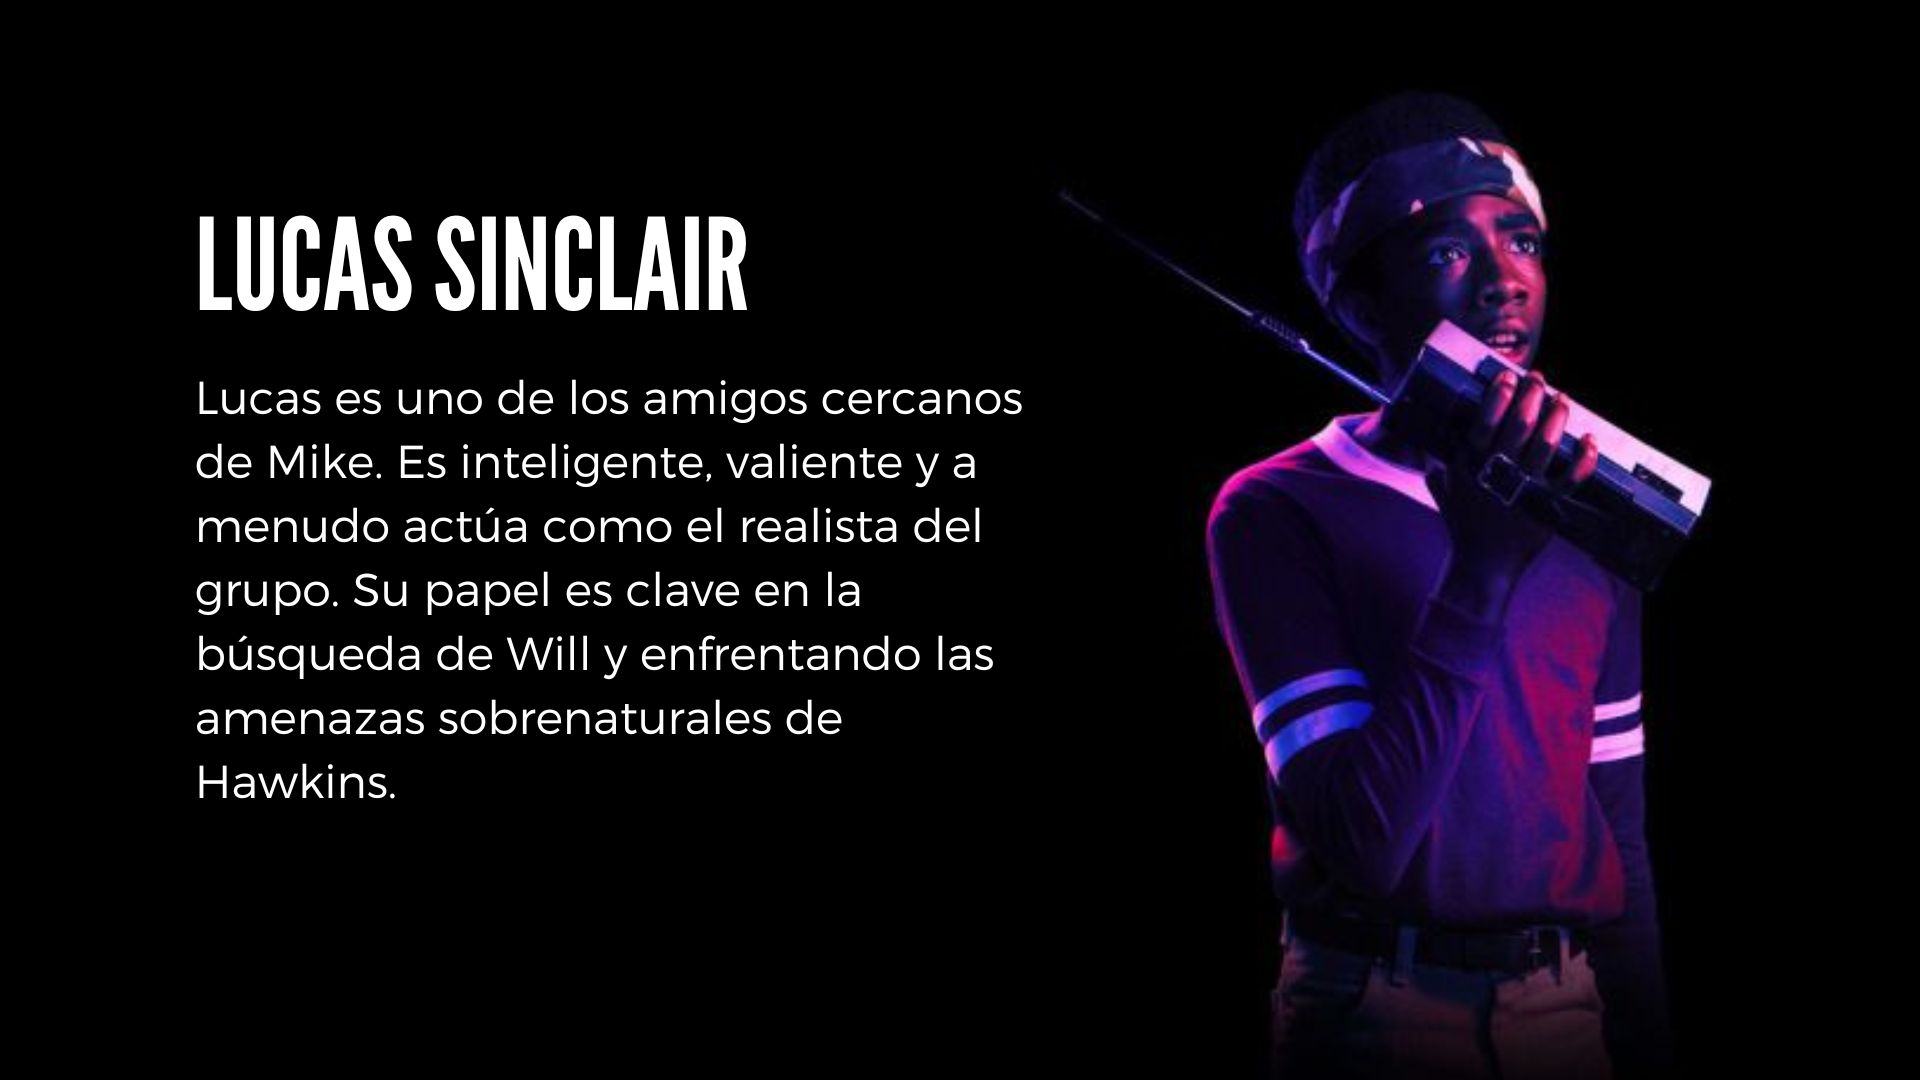 LUCAS SINCLAIR
Lucas es uno de los amigos cercanos
de Mike. Es inteligente, valiente y a
menudo actúa como el realista del
grupo. Su papel es clave en la
búsqueda de Will y enfrentando las
amenazas sobrenaturales de
Hawkins.